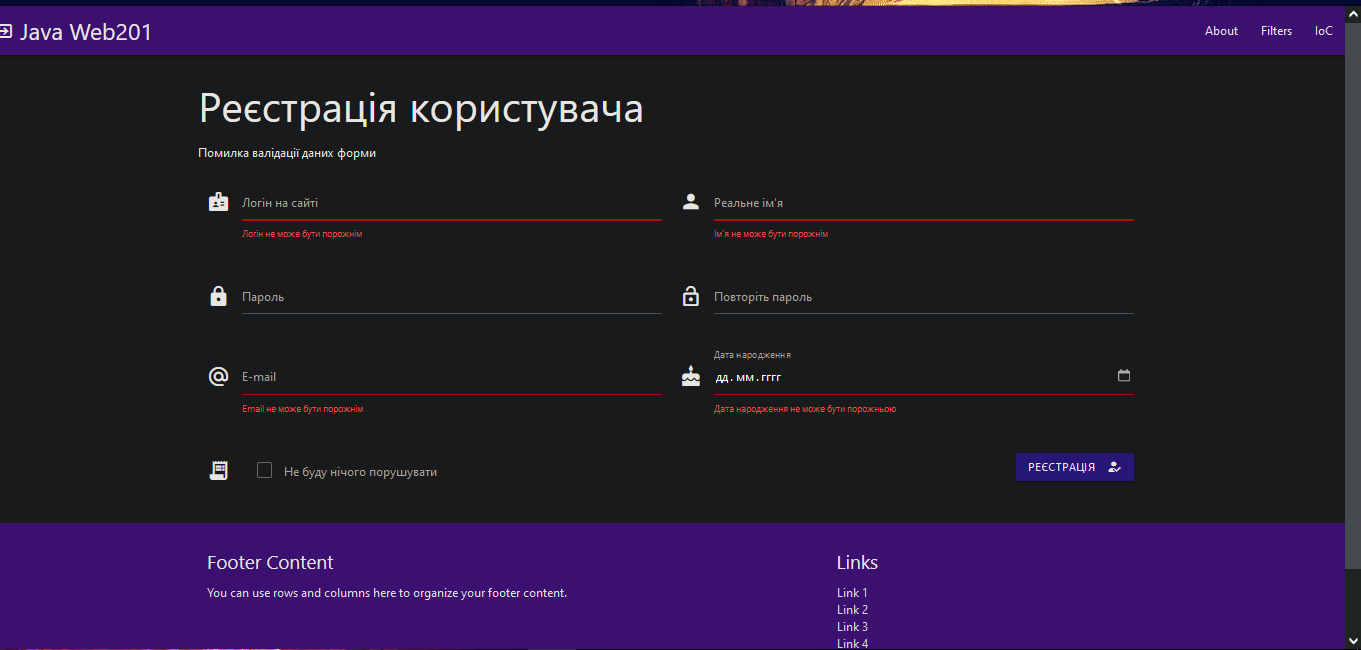 Java Web201
About
Filters
IoC
Реєстрація користувача
Помилка валідації даних форми
Логін на сайті
Реальне ім'я
Логін не може бути порожнім
Ім'я не може бути порожнім
Пароль
Повторіть пароль
Дата народження
E-mail
дд.мм.гггг
Email не може бути порожнім
Дата народження не може бути порожньою
Не буду нічого порушувати
РЕЄСТРАЦІЯ
Footer Content
Links
You can use rows and columns here to organize your footer content.
Link 1
Link 2
Link 3
Link 4